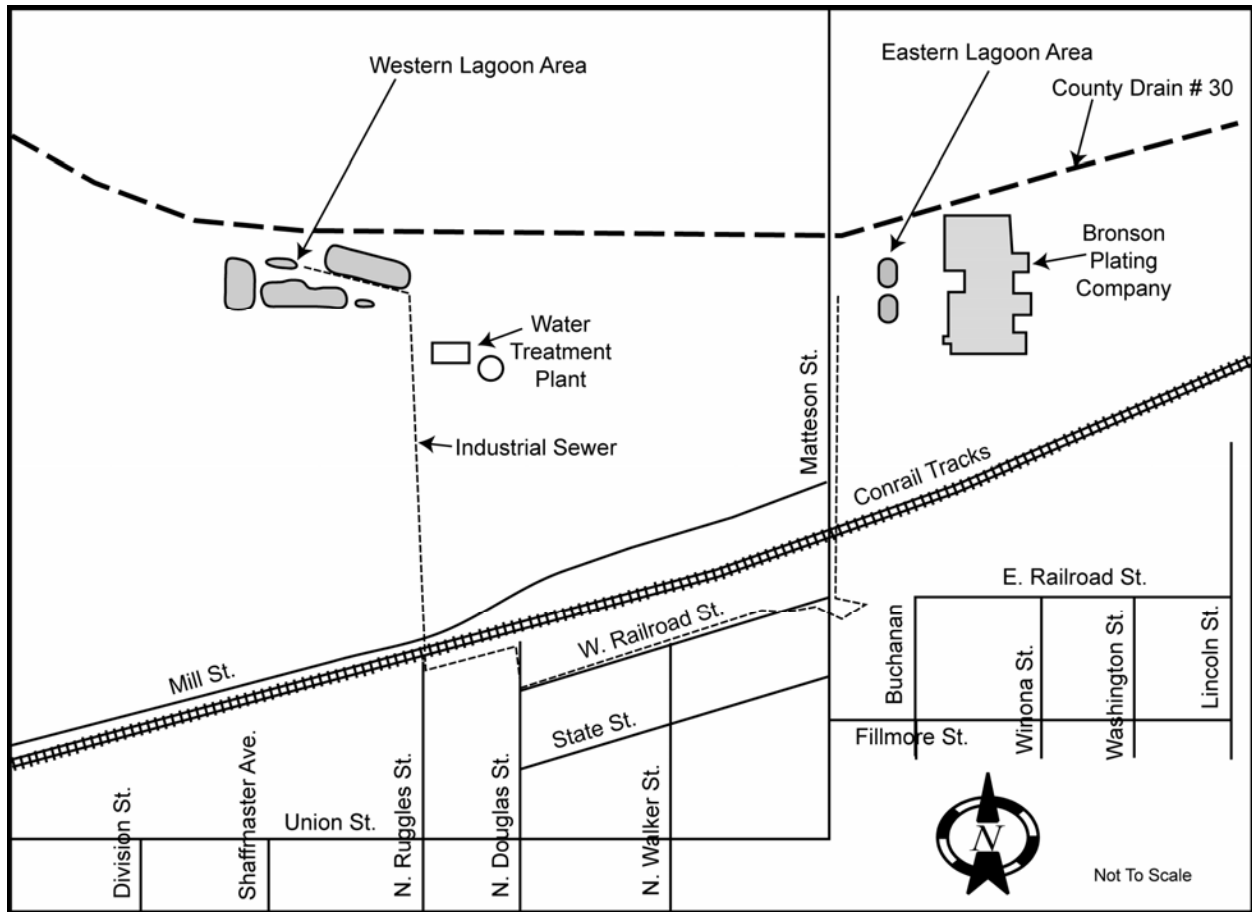 Western Lagoon Area
Eastern Lagoon Area
County Drain # 30
Bronson
Plating
Company
Water
Treatment
Plant
Matteson St.
Industrial Sewer
Conrail Tracks
E. Railroad St.
W. Railroad St.
Mill St.
Buchanan
Winona St.
Washington St.
Lincoln St.
State St.
Fillmore St.
Division St.
Shaffmaster Ave.
Union St.
N. Ruggles St.
N. Douglas St.
N. Walker St.
N
Not To Scale